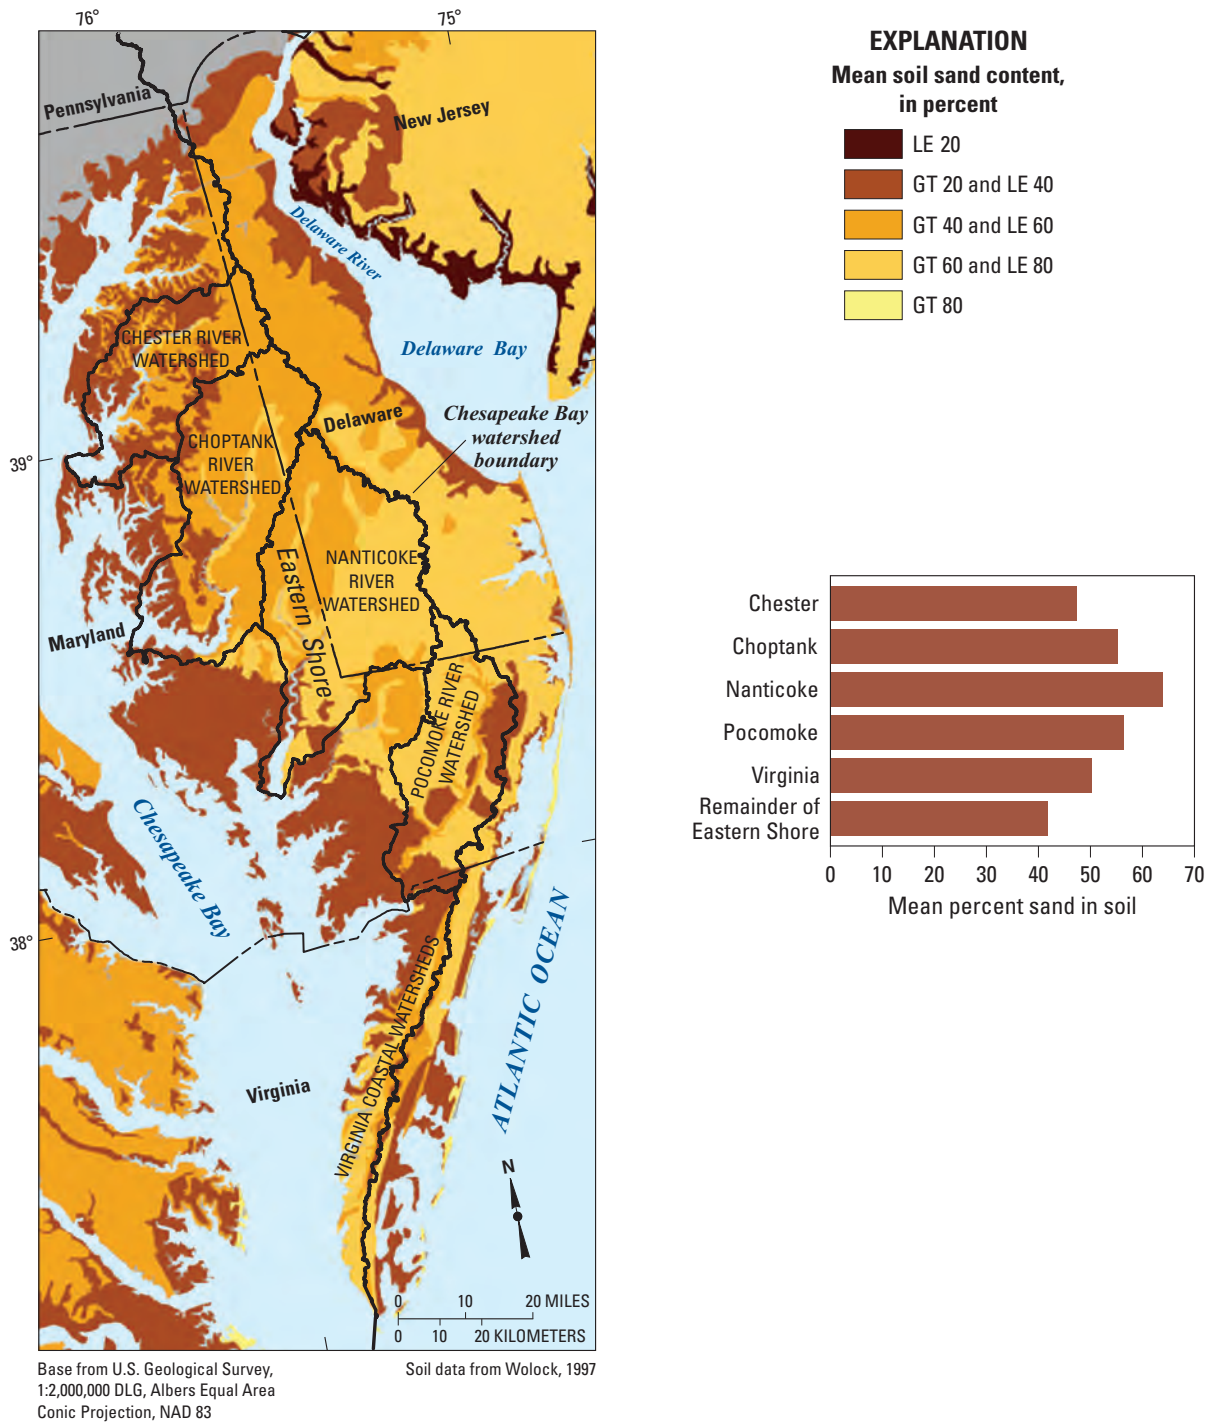 76°
75°
Pennsylvania
New Jersey
Delaware River
CHESTER RIVER
WATERSHED
Delaware Bay
Delaware
Chesapeake Bay
watershed
boundary
39°
CHOPTANK
RIVER
WATERSHED
NANTICOKE
RIVER
WATERSHED
Eastern Shore
Maryland
POCOMOKE RIVER
WATERSHED
Chesapeake Bay
38°
ATLANTIC OCEAN
VIRGINIA COASTAL WATERSHEDS
Virginia
N
0 10 20 MILES
0 10 20 KILOMETERS
Base from U.S. Geological Survey,
1:2,000,000 DLG, Albers Equal Area
Conic Projection, NAD 83
Soil data from Wolock, 1997
EXPLANATION
Mean soil sand content,
in percent
LE 20
GT 20 and LE 40
GT 40 and LE 60
GT 60 and LE 80
GT 80
Chester
Choptank
Nanticoke
Pocomoke
Virginia
Remainder of
Eastern Shore
0 10 20 30 40 50 60 70
Mean percent sand in soil